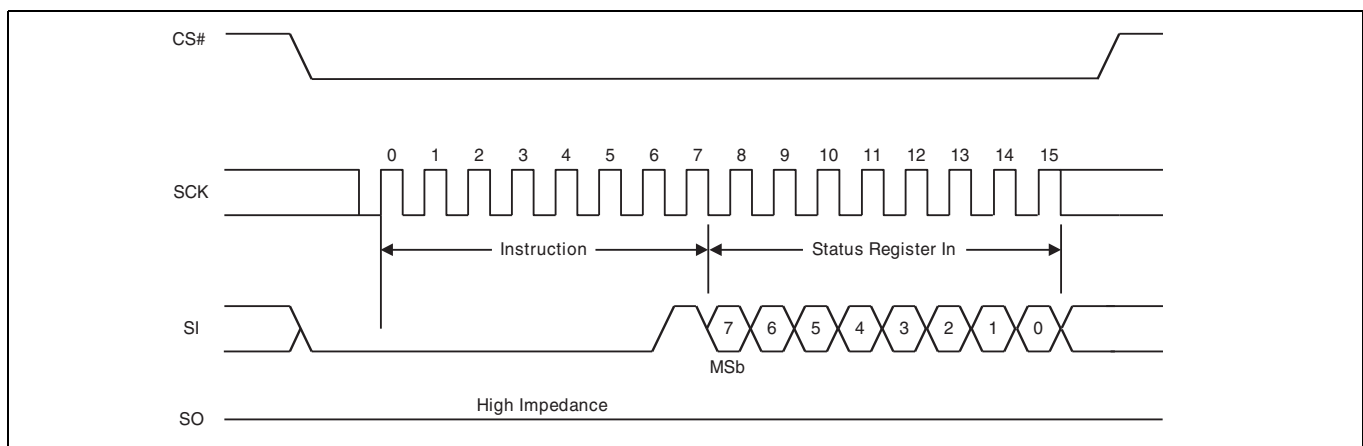 CS#
0 1 2 3 4 5 6 7 8 9 10 11 12 13 14 15
SCK
Instruction Status Register In
SI 7 6 5 4 3 2 1 0
MSb
High Impedance
SO